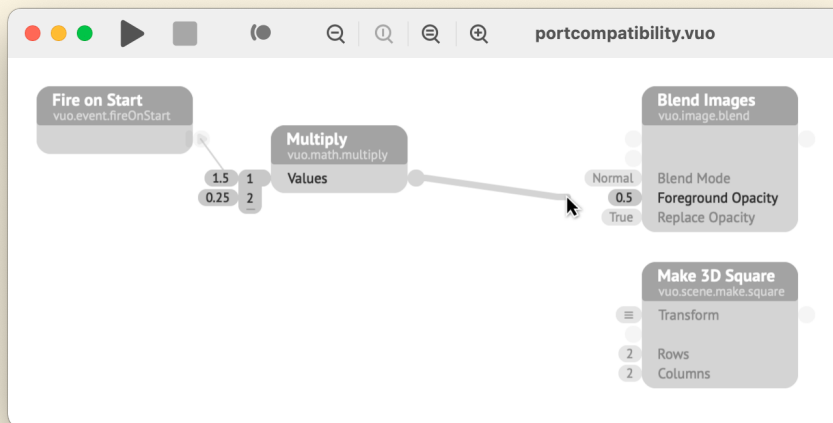 portcompatibility.vuo
Fire on Start
vuo.event.fireOnStart
Multiply
vuo.math.multiply
1.5 1 Values
0.25 2
Blend Images
vuo.image.blend
Normal Blend Mode
0.5 Foreground Opacity
True Replace Opacity
Make 3D Square
vuo.scene.make.square
Transform
2 Rows
2 Columns